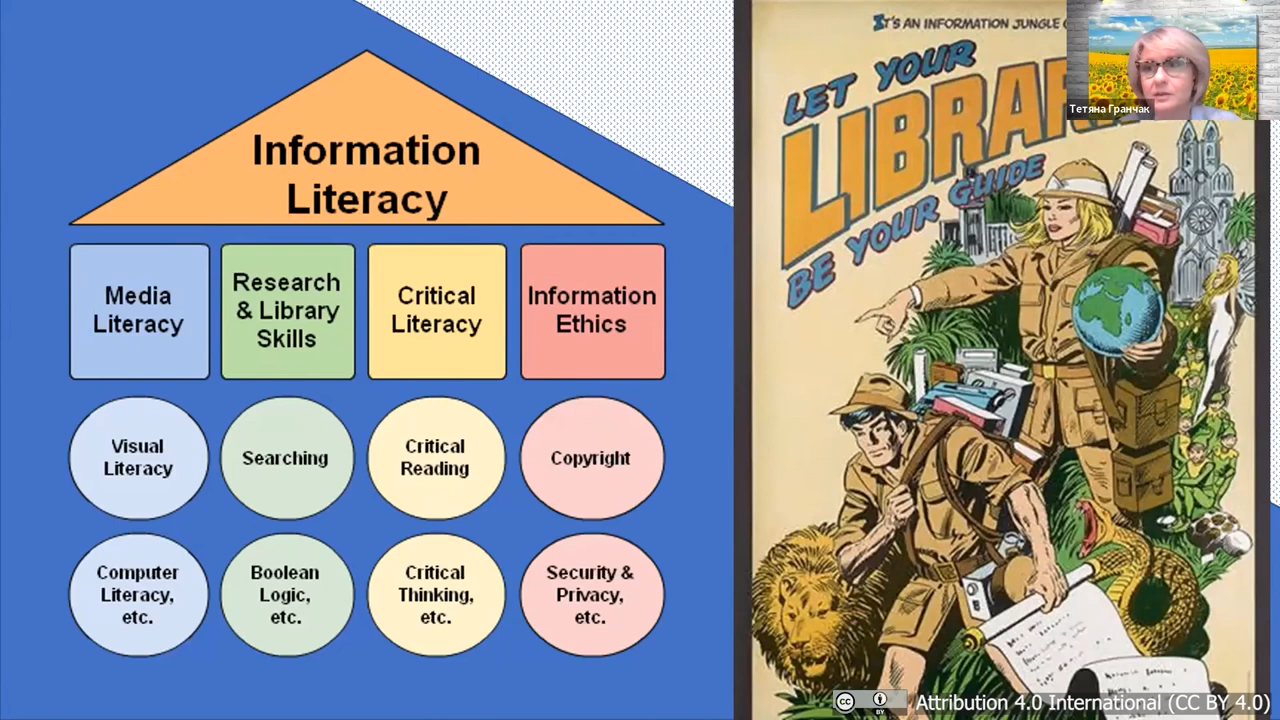 Information
Literacy
Media
Literacy
Research
& Library
Skills
Critical
Literacy
Information
Ethics
Visual
Literacy
Searching
Critical
Reading
Copyright
Computer
Literacy,
etc.
Boolean
Logic,
etc.
Critical
Thinking,
etc.
Security &
Privacy,
etc.
IT'S AN INFORMATION JUNGLE
LET YOUR
BE YOUR GUIDE
Тетяна Гранчак
cc
BY
Attribution 4.0 International (CC BY 4.0)